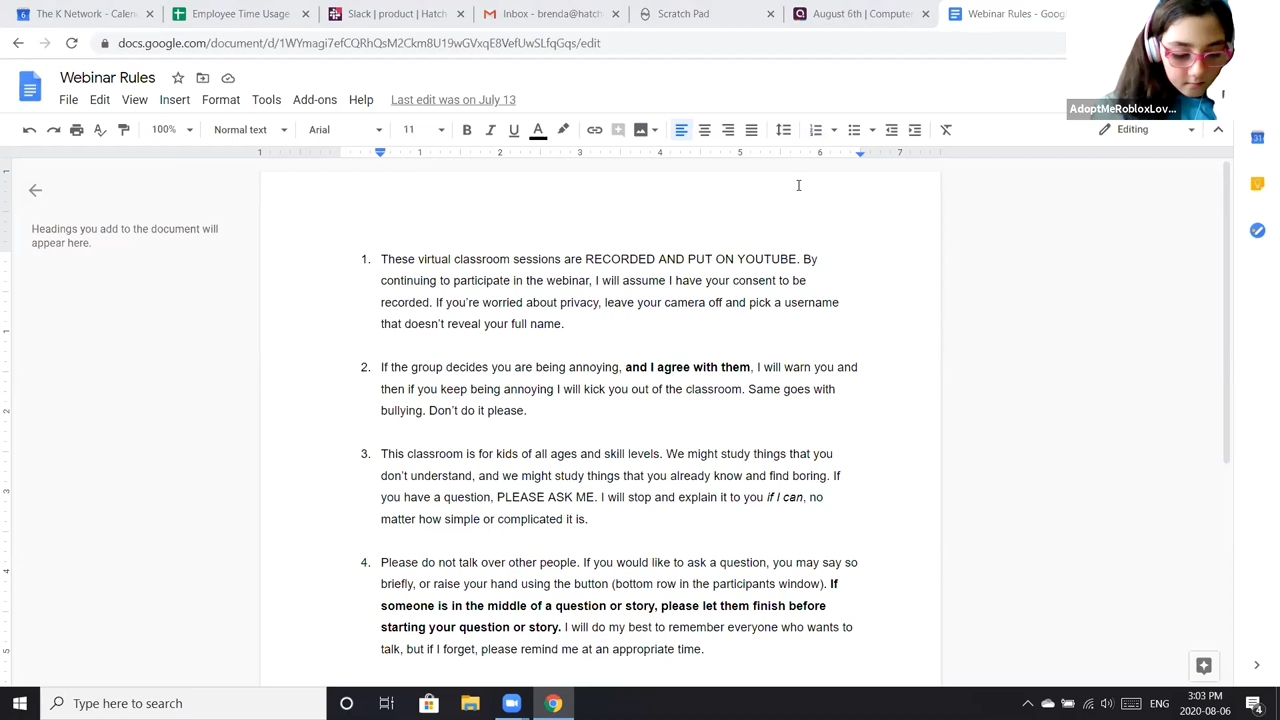 The K Network - Caler
Employee Time Usage
Slack | product | Hatch
Inbox - brenda@hatch
Scratch Pad
August 6th | Computer
Webinar Rules - Goog
docs.google.com/document/d/1WYmagi7efCQRhQsM2Ckm8U19wGVxqE8VefUwSLfqGqs/edit
Webinar Rules
AdoptMeRobloxLov...
File Edit View Insert Format Tools Add-ons Help Last edit was on July 13
100% Normal text Arial 11 Editing
1 1 2 3 4 5 6 7
Headings you add to the document will
appear here.
1. These virtual classroom sessions are RECORDED AND PUT ON YOUTUBE. By
continuing to participate in the webinar, I will assume I have your consent to be
recorded. If you're worried about privacy, leave your camera off and pick a username
that doesn't reveal your full name.
2. If the group decides you are being annoying, and I agree with them, I will warn you and
then if you keep being annoying I will kick you out of the classroom. Same goes with
bullying. Don't do it please.
3. This classroom is for kids of all ages and skill levels. We might study things that you
don't understand, and we might study things that you already know and find boring. If
you have a question, PLEASE ASK ME. I will stop and explain it to you if I can, no
matter how simple or complicated it is.
4. Please do not talk over other people. If you would like to ask a question, you may say so
briefly, or raise your hand using the button (bottom row in the participants window). If
someone is in the middle of a question or story, please let them finish before
starting your question or story. I will do my best to remember everyone who wants to
talk, but if I forget, please remind me at an appropriate time.
Type here to search
ENG
3:03 PM
2020-08-06
4